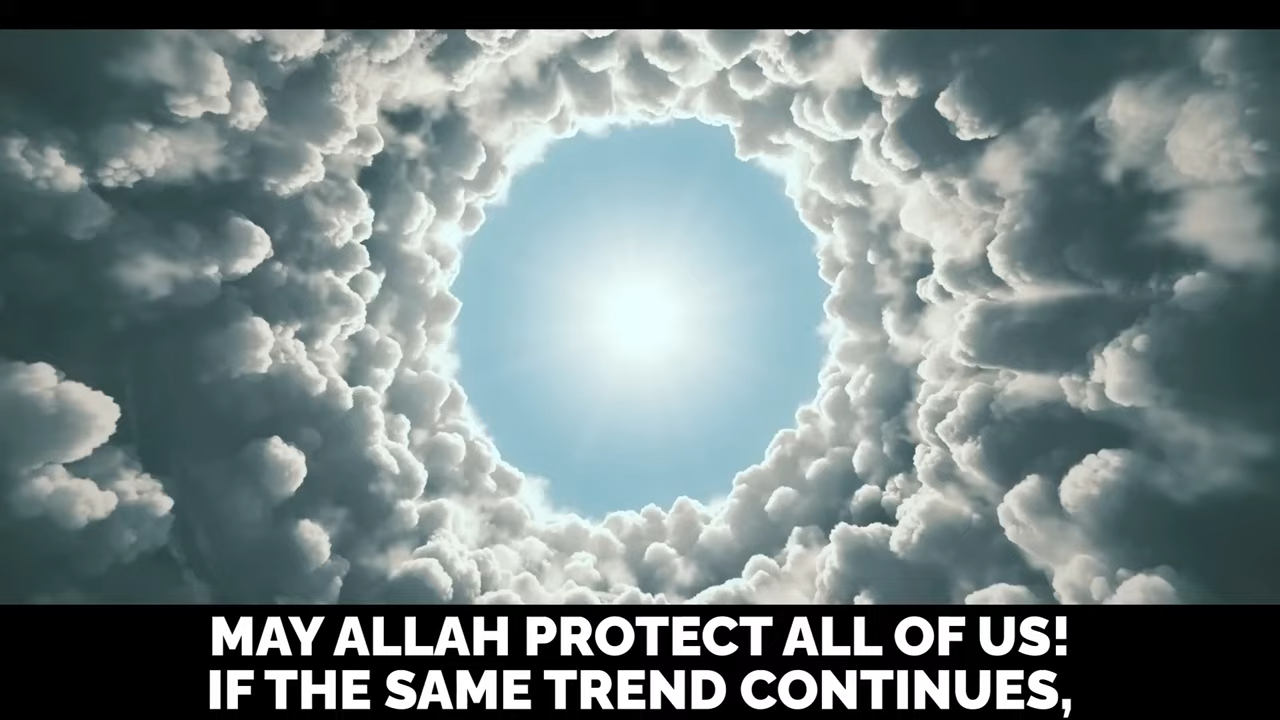 MAY ALLAH PROTECT ALL OF US!
IF THE SAME TREND CONTINUES,